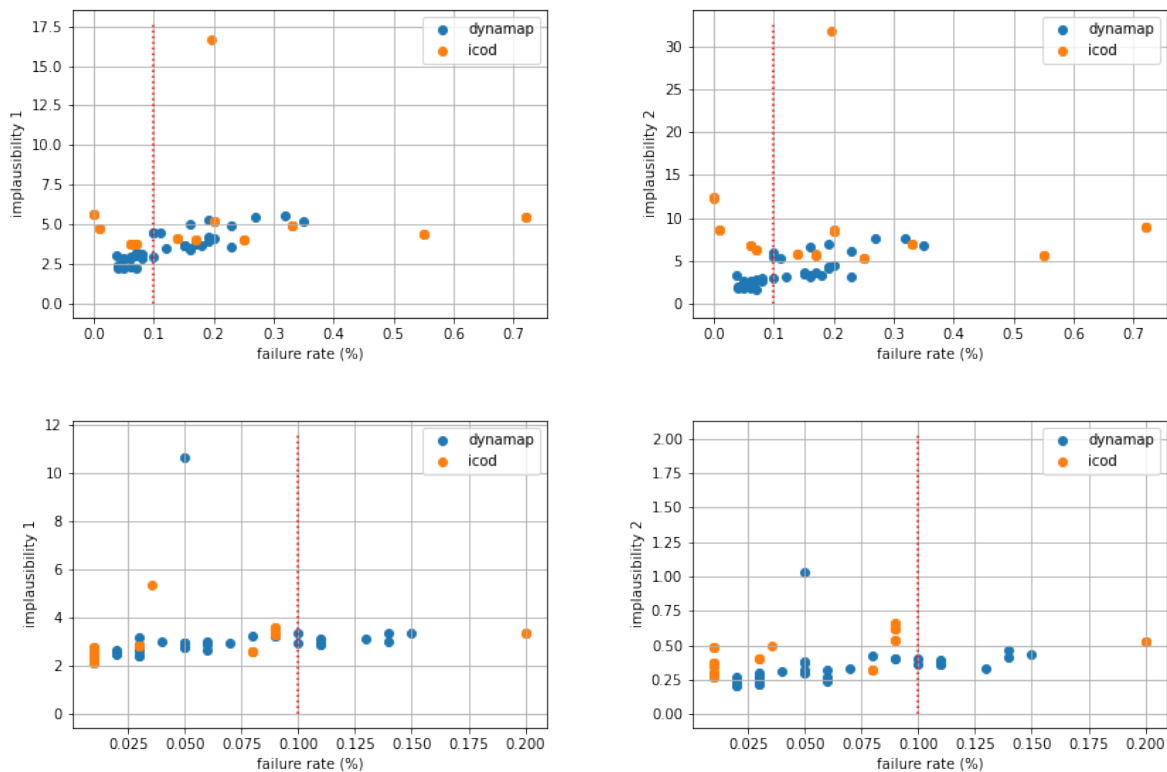 17.5
15.0
12.5
10.0
7.5
5.0
2.5
0.0
implausibility 1
dynamap
icod
0.0 0.1 0.2 0.3 0.4 0.5 0.6 0.7
failure rate (%)
30
25
20
15
10
5
0
implausibility 2
dynamap
icod
0.0 0.1 0.2 0.3 0.4 0.5 0.6 0.7
failure rate (%)
12
10
8
6
4
2
0
implausibility 1
dynamap
icod
0.025 0.050 0.075 0.100 0.125 0.150 0.175 0.200
failure rate (%)
2.00
1.75
1.50
1.25
1.00
0.75
0.50
0.25
0.00
implausibility 2
dynamap
icod
0.025 0.050 0.075 0.100 0.125 0.150 0.175 0.200
failure rate (%)